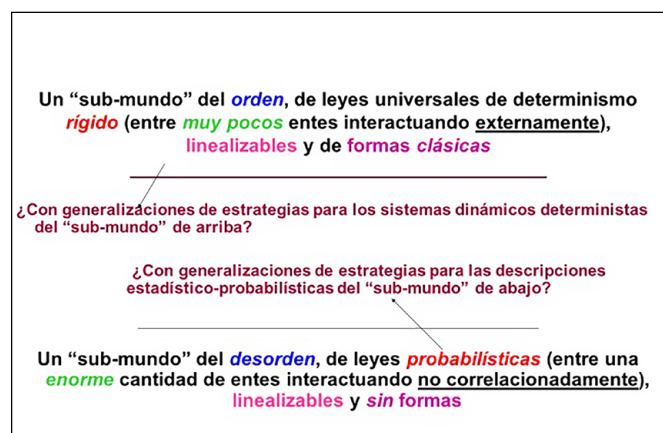 Un “sub-mundo” del orden, de leyes universales de determinismo
rígido (entre muy pocos entes interactuando externamente),
linealizables y de formas clásicas
¿Con generalizaciones de estrategias para los sistemas dinámicos deterministas
del “sub-mundo” de arriba?
¿Con generalizaciones de estrategias para las descripciones
estadístico-probabilísticas del “sub-mundo” de abajo?
Un “sub-mundo” del desorden, de leyes probabilísticas (entre una
enorme cantidad de entes interactuando no correlacionadamente),
linealizables y sin formas